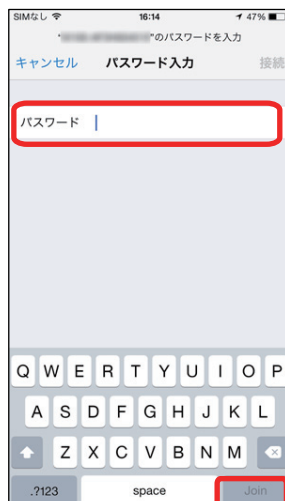 SIMなし 16:14 47%
"のパスワードを入力
キャンセル パスワード入力 接続
パスワード
Q W E R T Y U I O P
A S D F G H J K L
Z X C V B N M
.?123 space Join